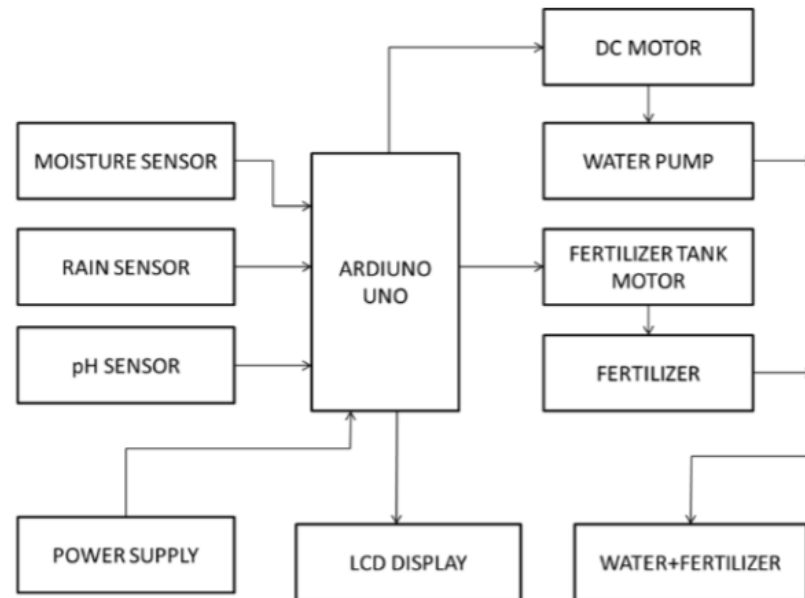 DC MOTOR
MOISTURE SENSOR
WATER PUMP
RAIN SENSOR
ARDIUNO
UNO
FERTILIZER TANK
MOTOR
pH SENSOR
FERTILIZER
POWER SUPPLY
LCD DISPLAY
WATER+FERTILIZER